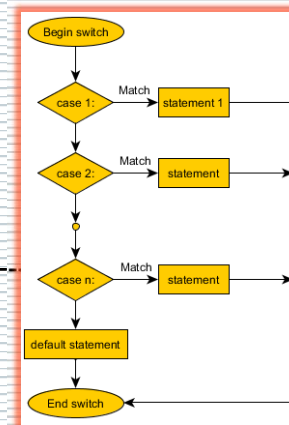 Begin switch
case 1:
Match
statement 1
case 2:
Match
statement
case n:
Match
statement
default statement
End switch